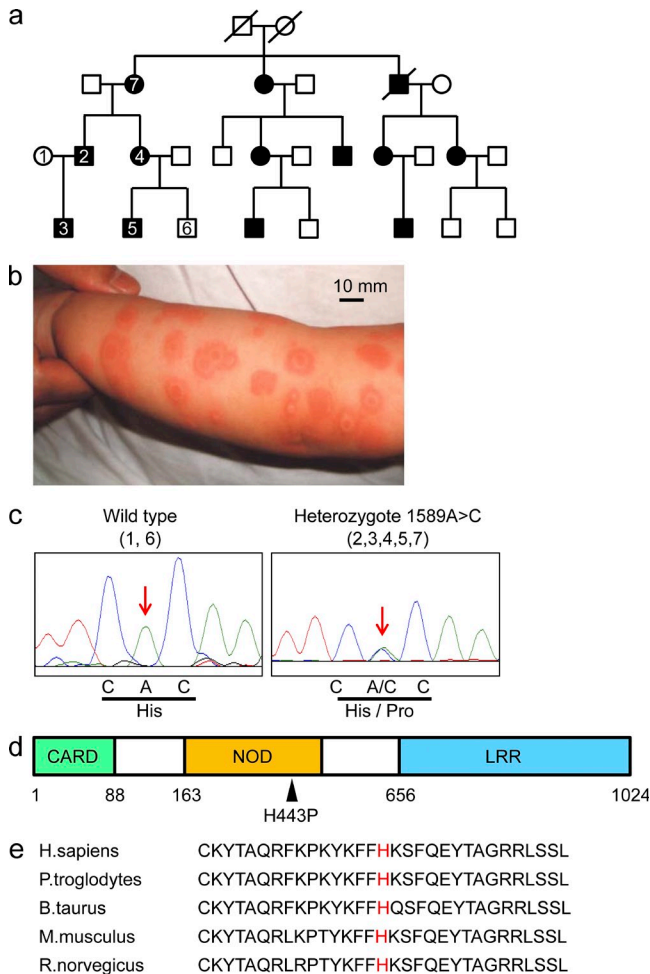 a
7
1 2 4
3 5 6
b
10 mm
c
Wild type
(1, 6)
Heterozygote 1589A>C
(2,3,4,5,7)
C A C
His
C A/C C
His / Pro
d
CARD NOD LRR
1 88 163 656 1024
H443P
e
H.sapiens CKYTAQRFKPKYKFFHKSFQEYTAGRRLSSL
P.troglodytes CKYTAQRFKPKYKFFHKSFQEYTAGRRLSSL
B.taurus CKYTAQRFKPKYKFFHQSFQEYTAGRRLSSL
M.musculus CKYTAQRLKPTYKFFHKSFQEYTAGRRLSSL
R.norvegicus CKYTAQRLRPTYKFFHKSFQEYTAGRRLSSL